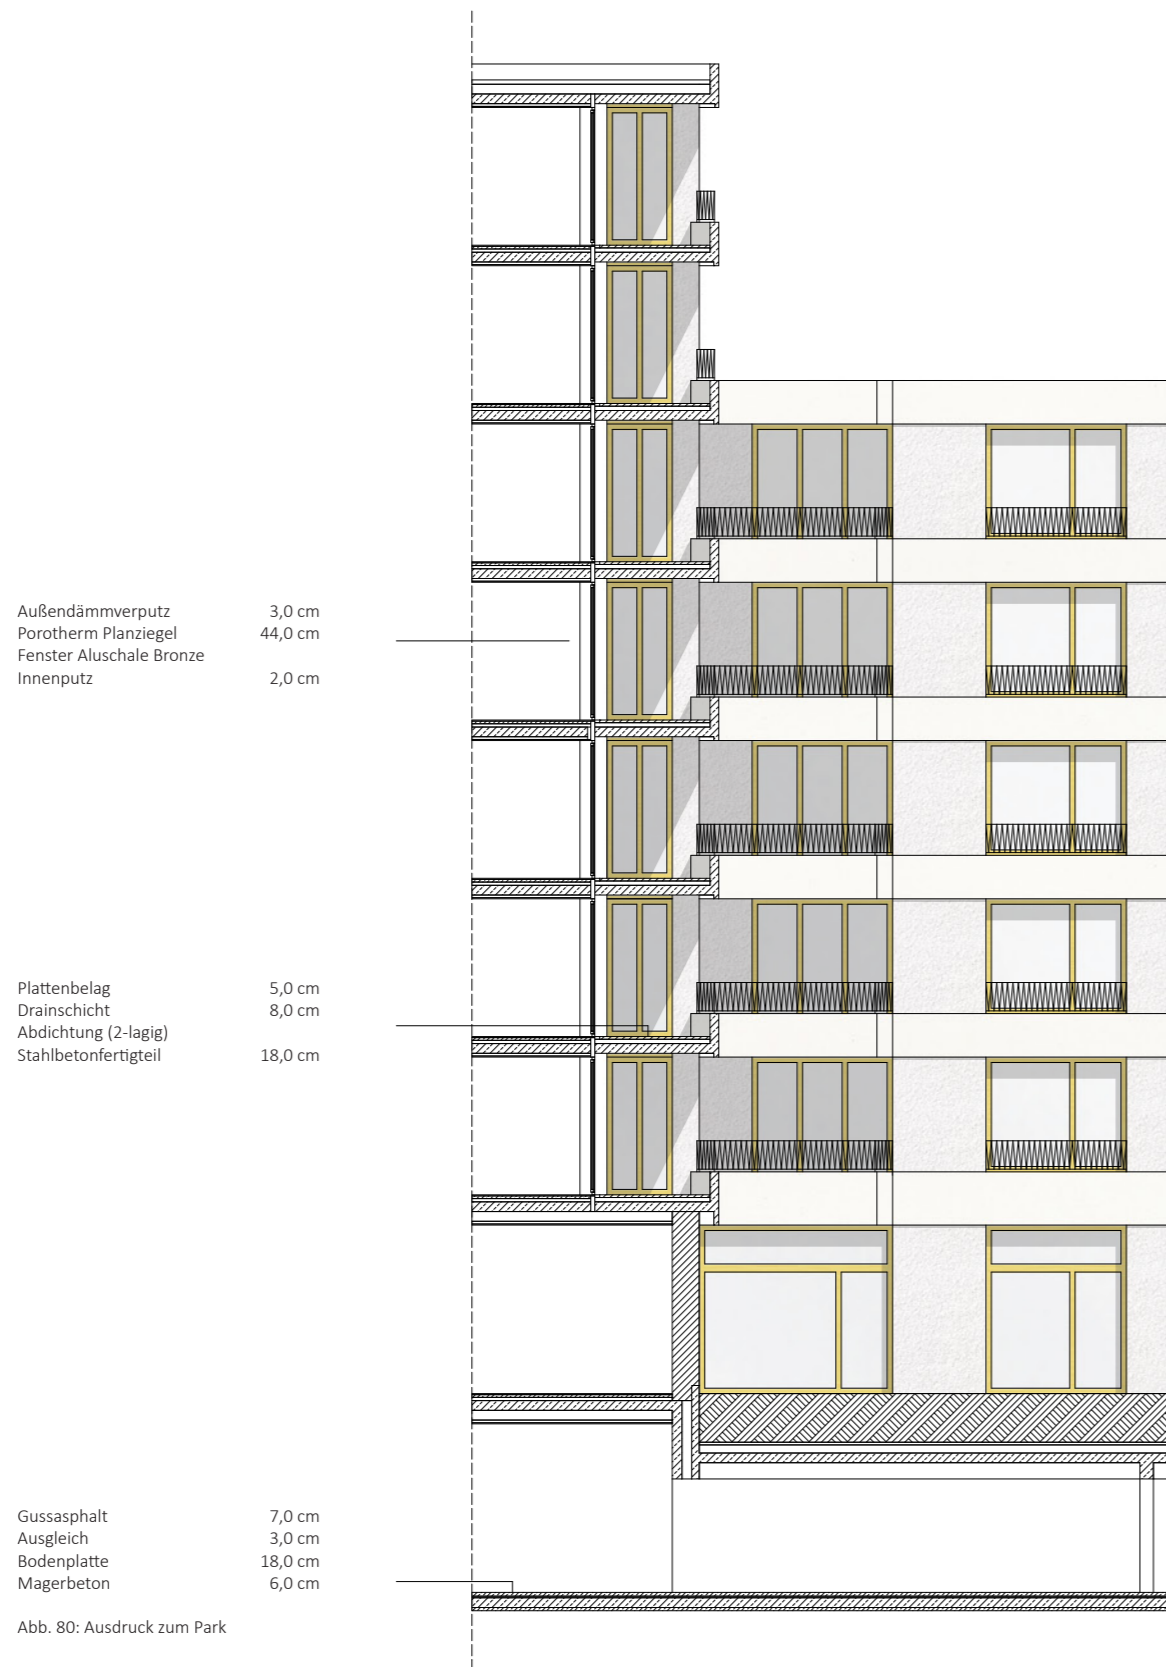 Außendämmverputz 3,0 cm
Porotherm Planziegel 44,0 cm
Fenster Aluschale Bronze
Innenputz 2,0 cm
Plattenbelag 5,0 cm
Drainschicht 8,0 cm
Abdichtung (2-lagig)
Stahlbetonfertigteil 18,0 cm
Gussasphalt 7,0 cm
Ausgleich 3,0 cm
Bodenplatte 18,0 cm
Magerbeton 6,0 cm
Abb. 80: Ausdruck zum Park